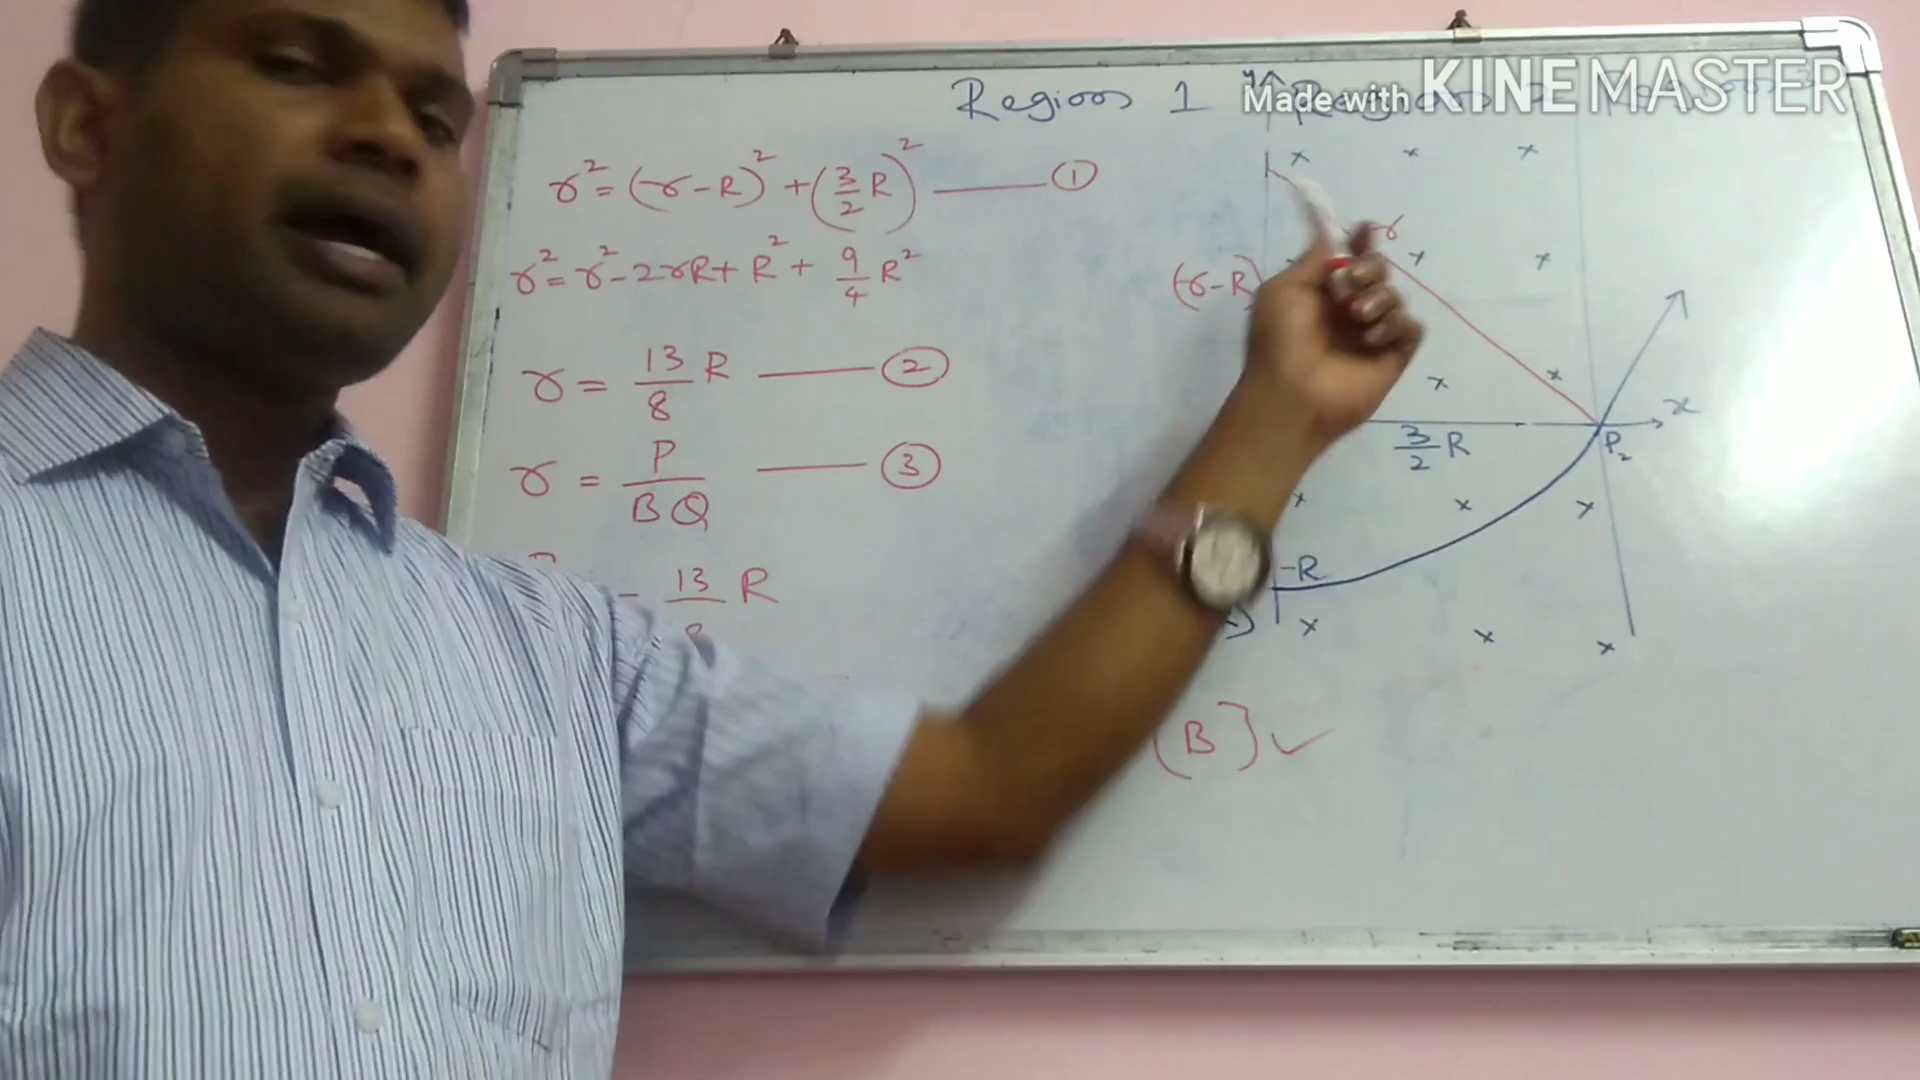 Region 1
Made with KINEMASTER
r² = (r-R)² + (3/2 R)² ——— ①
r² = r² - 2rR + R² + 9/4 R²
r = 13/8 R ——— ②
r = P/BQ ——— ③
13 R
y
r
(r-R)
x
3/2 R
P₂
-R
(B) ✓